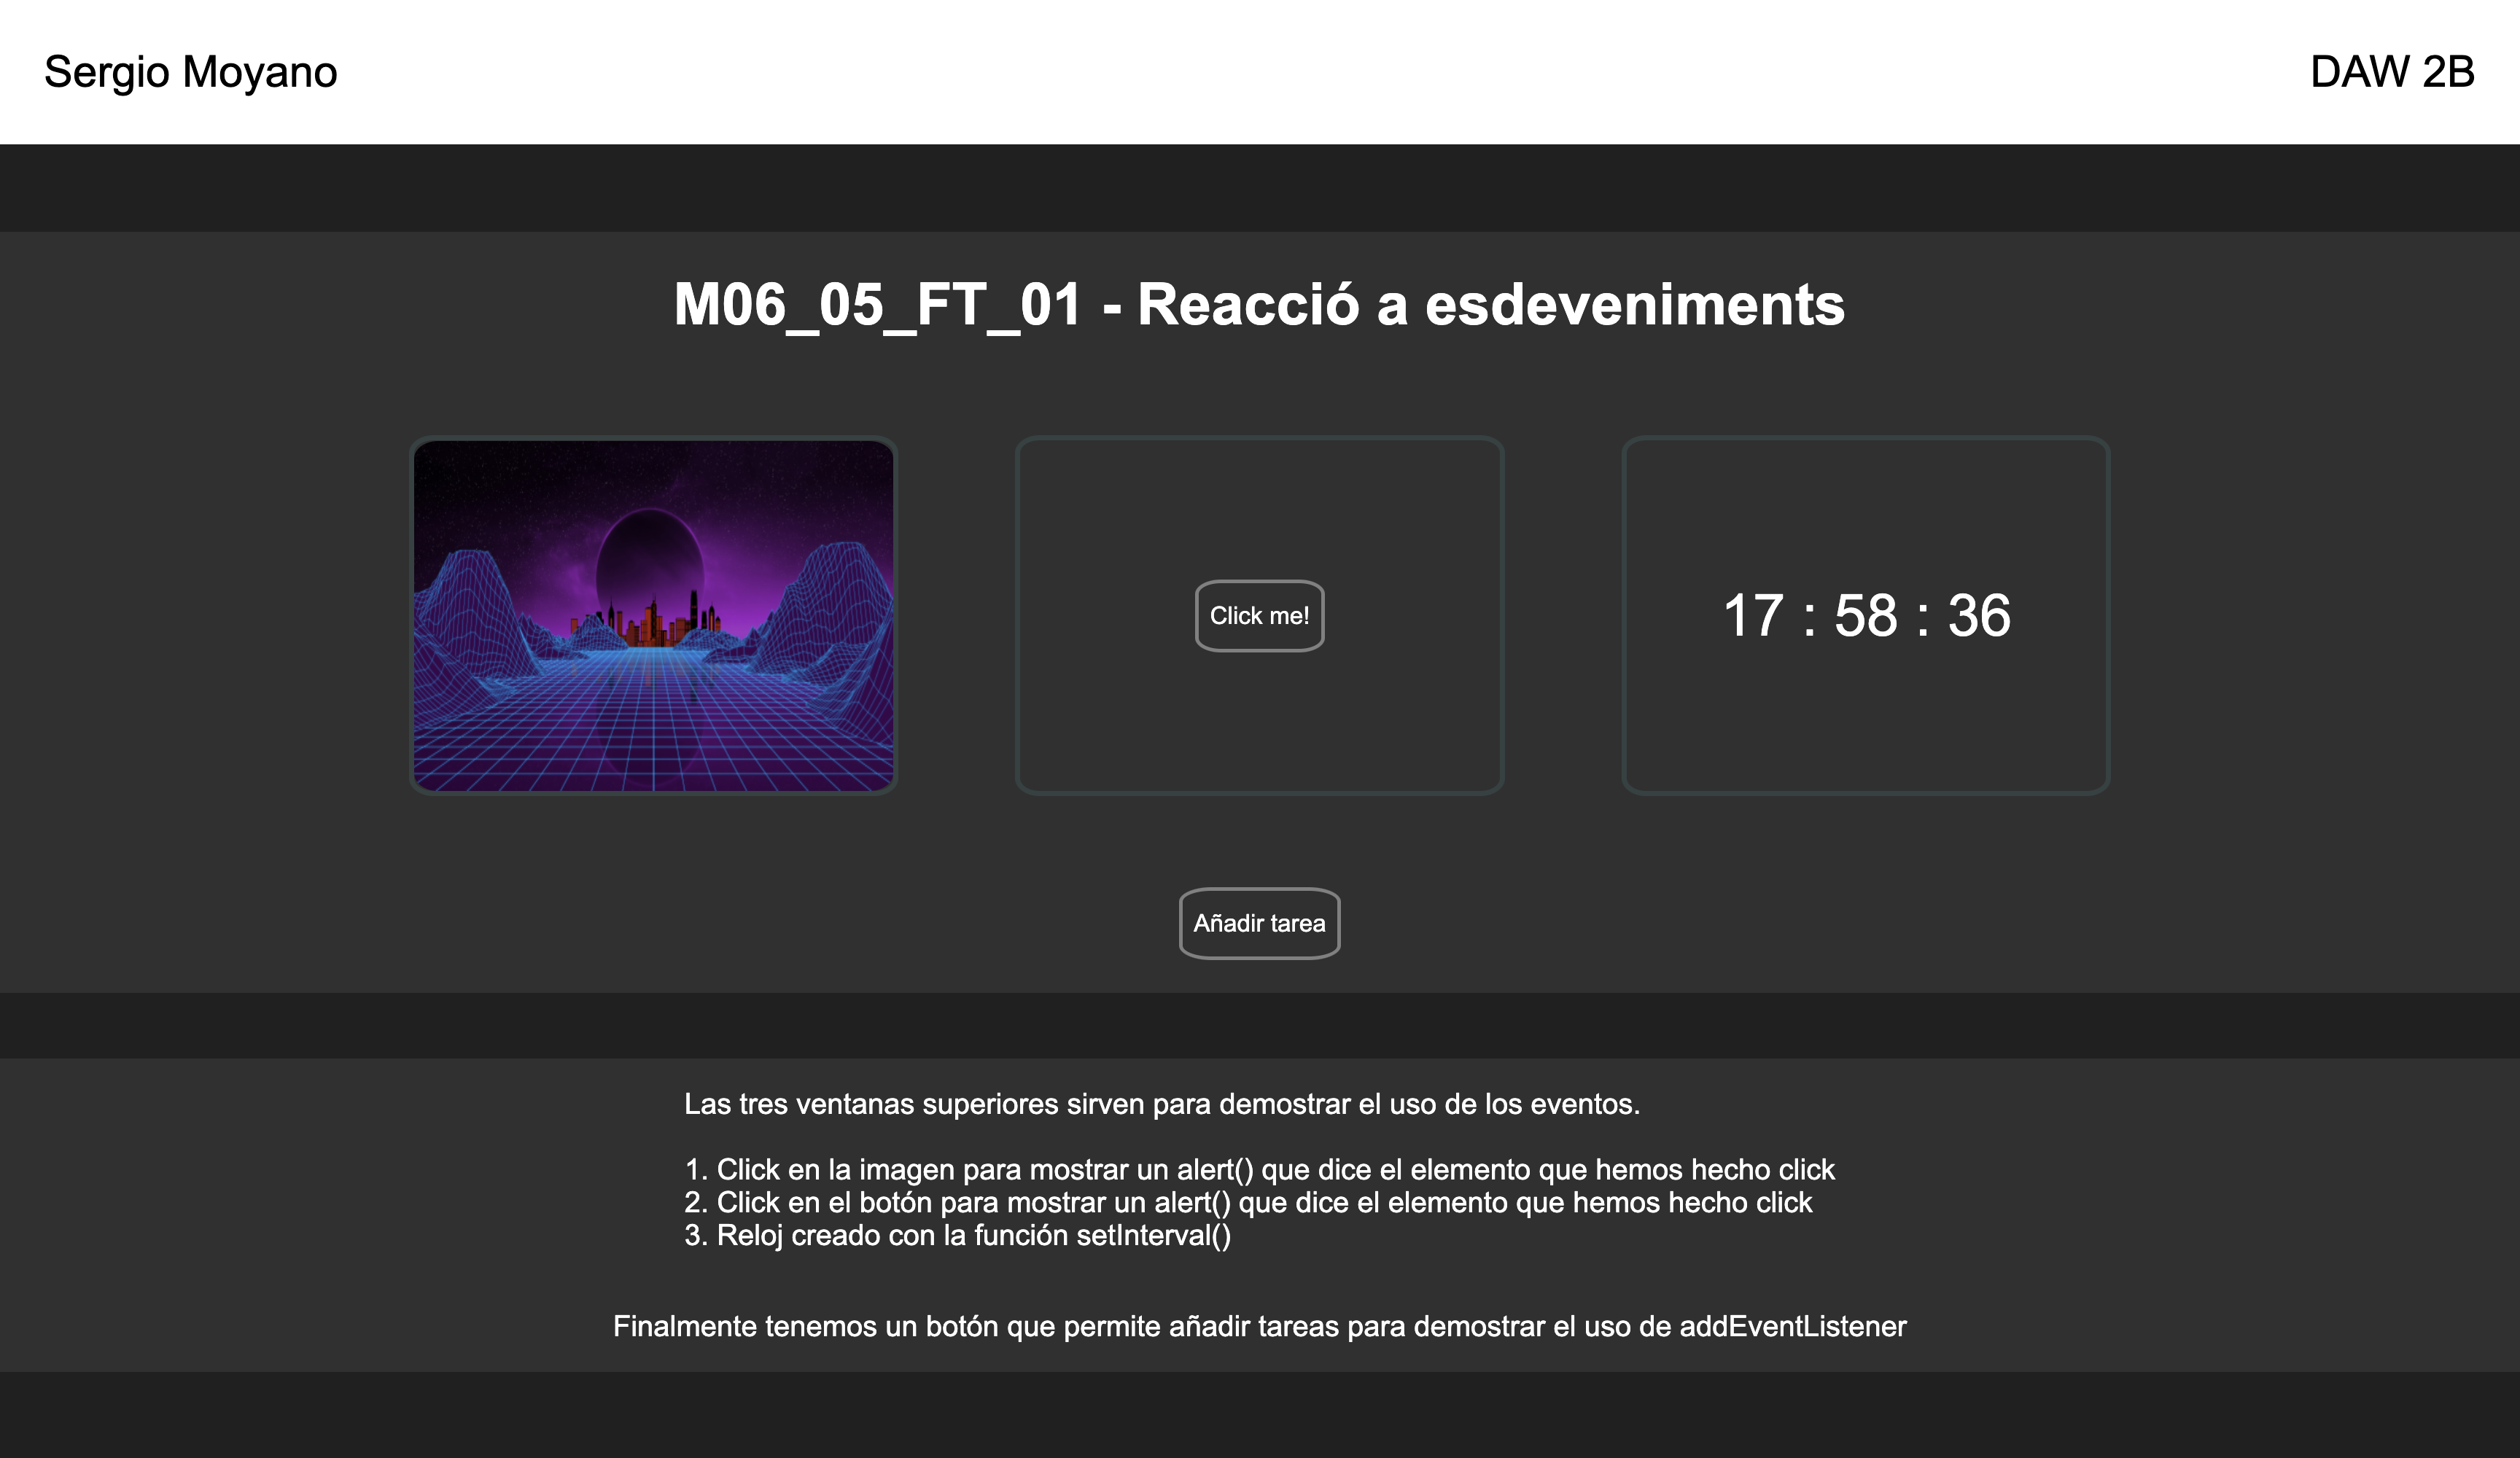 Sergio Moyano
DAW 2B
M06_05_FT_01 - Reacció a esdeveniments
Click me!
17 : 58 : 36
Añadir tarea
Las tres ventanas superiores sirven para demostrar el uso de los eventos.
1. Click en la imagen para mostrar un alert() que dice el elemento que hemos hecho click
2. Click en el botón para mostrar un alert() que dice el elemento que hemos hecho click
3. Reloj creado con la función setInterval()
Finalmente tenemos un botón que permite añadir tareas para demostrar el uso de addEventListener